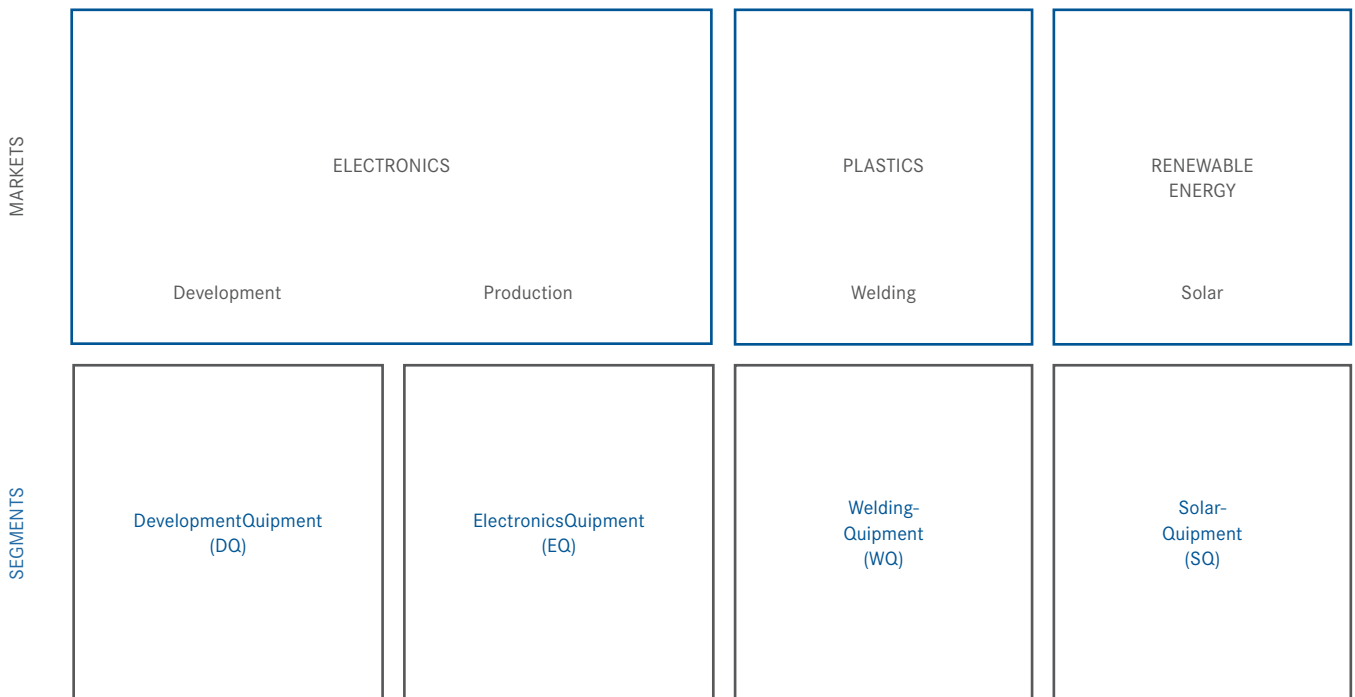 MARKETS
ELECTRONICS
Development
Production
PLASTICS
Welding
RENEWABLE
ENERGY
Solar
SEGMENTS
DevelopmentQuipment
(DQ)
ElectronicsQuipment
(EQ)
Welding-
Quipment
(WQ)
Solar-
Quipment
(SQ)